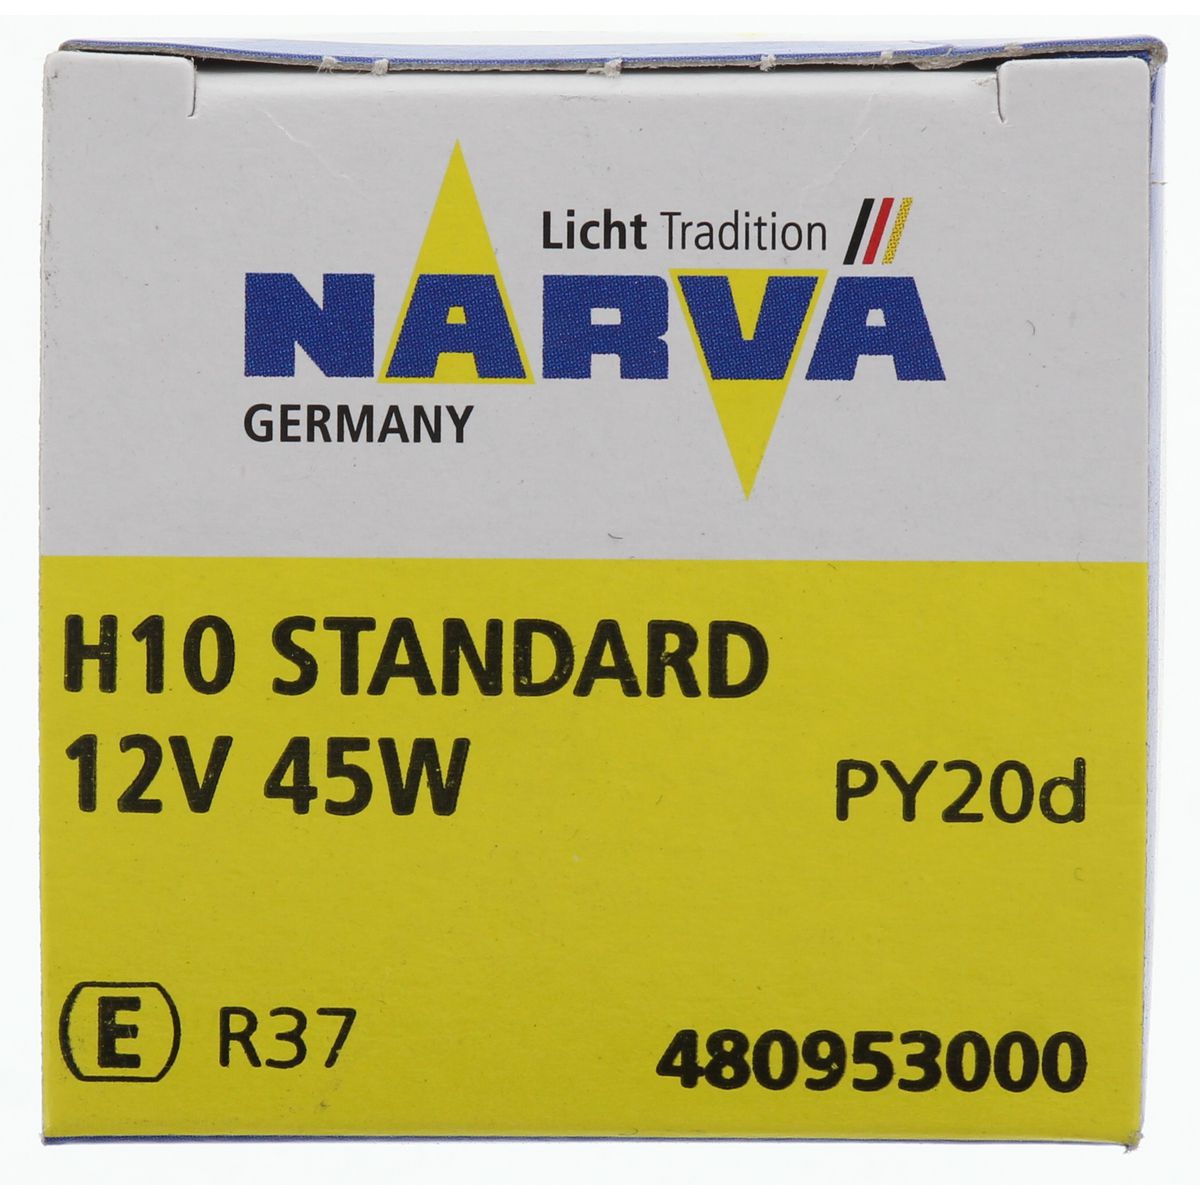 Licht Tradition
NARVA
GERMANY
H10 STANDARD
12V 45W PY20d
E R37 480953000